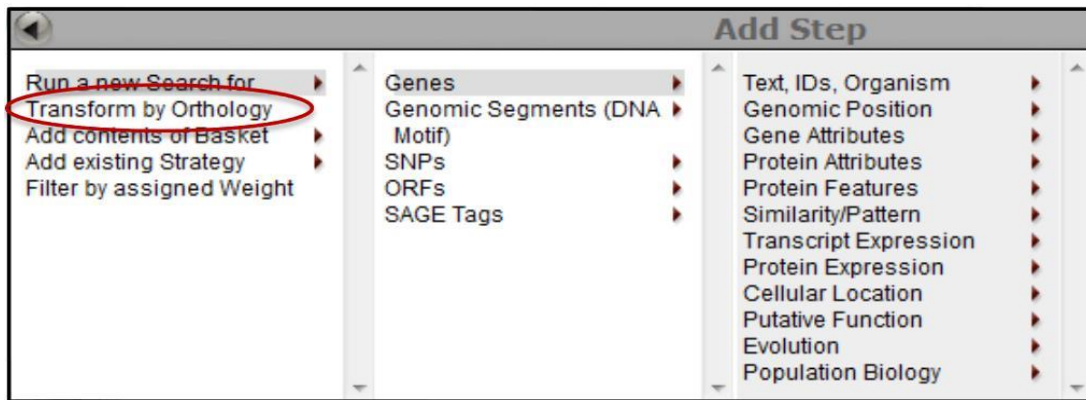 Add Step
Run a new Search for
Transform by Orthology
Add contents of Basket
Add existing Strategy
Filter by assigned Weight
Genes
Genomic Segments (DNA
Motif)
SNPs
ORFs
SAGE Tags
Text, IDs, Organism
Genomic Position
Gene Attributes
Protein Attributes
Protein Features
Similarity/Pattern
Transcript Expression
Protein Expression
Cellular Location
Putative Function
Evolution
Population Biology